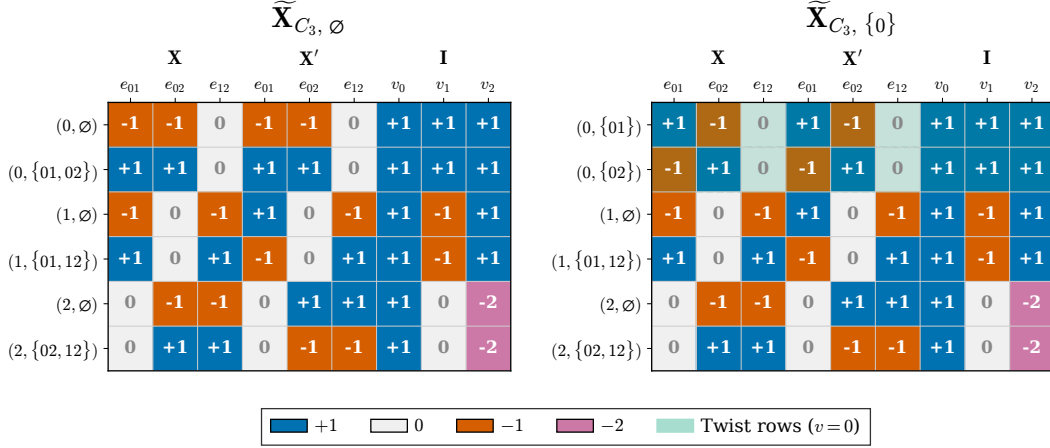 X̃_{C₃, ∅} X̃_{C₃, {0}}
X X′ I X X′ I
e₀₁ e₀₂ e₁₂ e₀₁ e₀₂ e₁₂ v₀ v₁ v₂ e₀₁ e₀₂ e₁₂ e₀₁ e₀₂ e₁₂ v₀ v₁ v₂
(0, ∅) -1 -1 0 -1 -1 0 +1 +1 +1 (0, {01}) +1 -1 0 +1 -1 0 +1 +1 +1
(0, {01, 02}) +1 +1 0 +1 +1 0 +1 +1 +1 (0, {02}) -1 +1 0 -1 +1 0 +1 +1 +1
(1, ∅) -1 0 -1 +1 0 -1 +1 -1 +1 (1, ∅) -1 0 -1 +1 0 -1 +1 -1 +1
(1, {01, 12}) +1 0 +1 -1 0 +1 +1 -1 +1 (1, {01, 12}) +1 0 +1 -1 0 +1 +1 -1 +1
(2, ∅) 0 -1 -1 0 +1 +1 +1 0 -2 (2, ∅) 0 -1 -1 0 +1 +1 +1 0 -2
(2, {02, 12}) 0 +1 +1 0 -1 -1 +1 0 -2 (2, {02, 12}) 0 +1 +1 0 -1 -1 +1 0 -2
+1 0 −1 −2 Twist rows (v = 0)